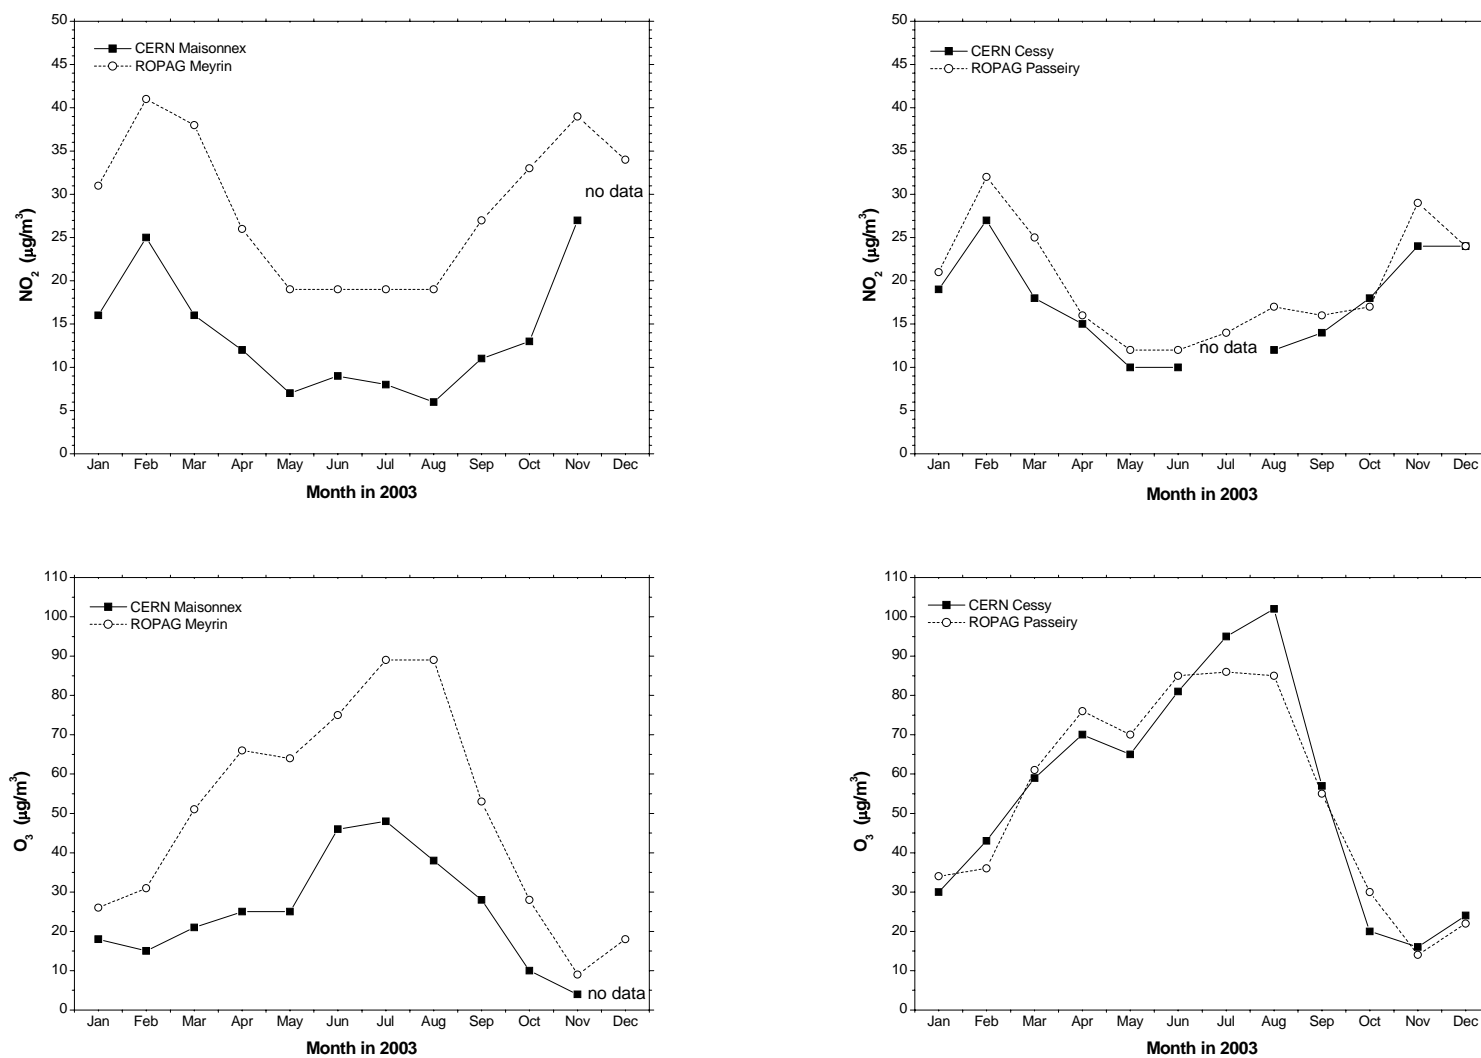 50
45
40
35
30
25
20
15
10
5
0
NO2 (µg/m3)
CERN Maisonnex
ROPAG Meyrin
no data
Jan Feb Mar Apr May Jun Jul Aug Sep Oct Nov Dec
Month in 2003
50
45
40
35
30
25
20
15
10
5
0
NO2 (µg/m3)
CERN Cessy
ROPAG Passeiry
no data
Jan Feb Mar Apr May Jun Jul Aug Sep Oct Nov Dec
Month in 2003
110
100
90
80
70
60
50
40
30
20
10
0
O3 (µg/m3)
CERN Maisonnex
ROPAG Meyrin
no data
Jan Feb Mar Apr May Jun Jul Aug Sep Oct Nov Dec
Month in 2003
110
100
90
80
70
60
50
40
30
20
10
0
O3 (µg/m3)
CERN Cessy
ROPAG Passeiry
Jan Feb Mar Apr May Jun Jul Aug Sep Oct Nov Dec
Month in 2003